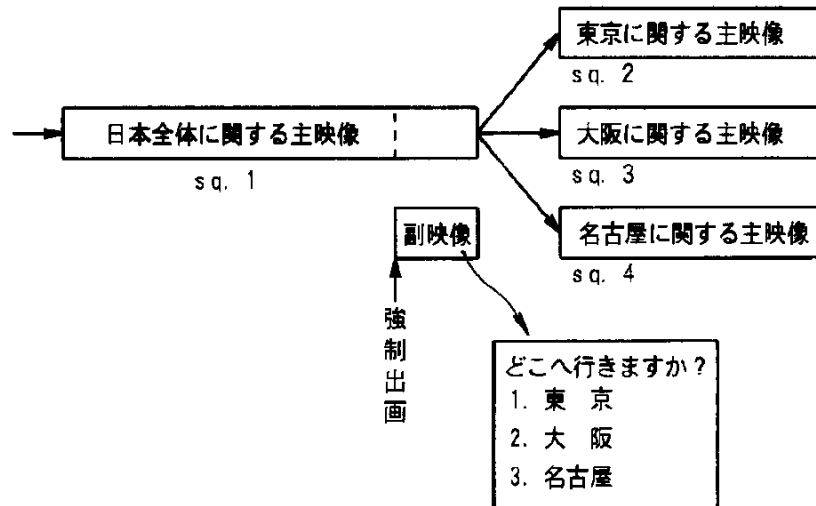 東京に関する主映像
sq. 2
日本全体に関する主映像
sq. 1
大阪に関する主映像
sq. 3
副映像
名古屋に関する主映像
sq. 4
強制出画
どこへ行きますか?
1. 東 京
2. 大 阪
3. 名古屋